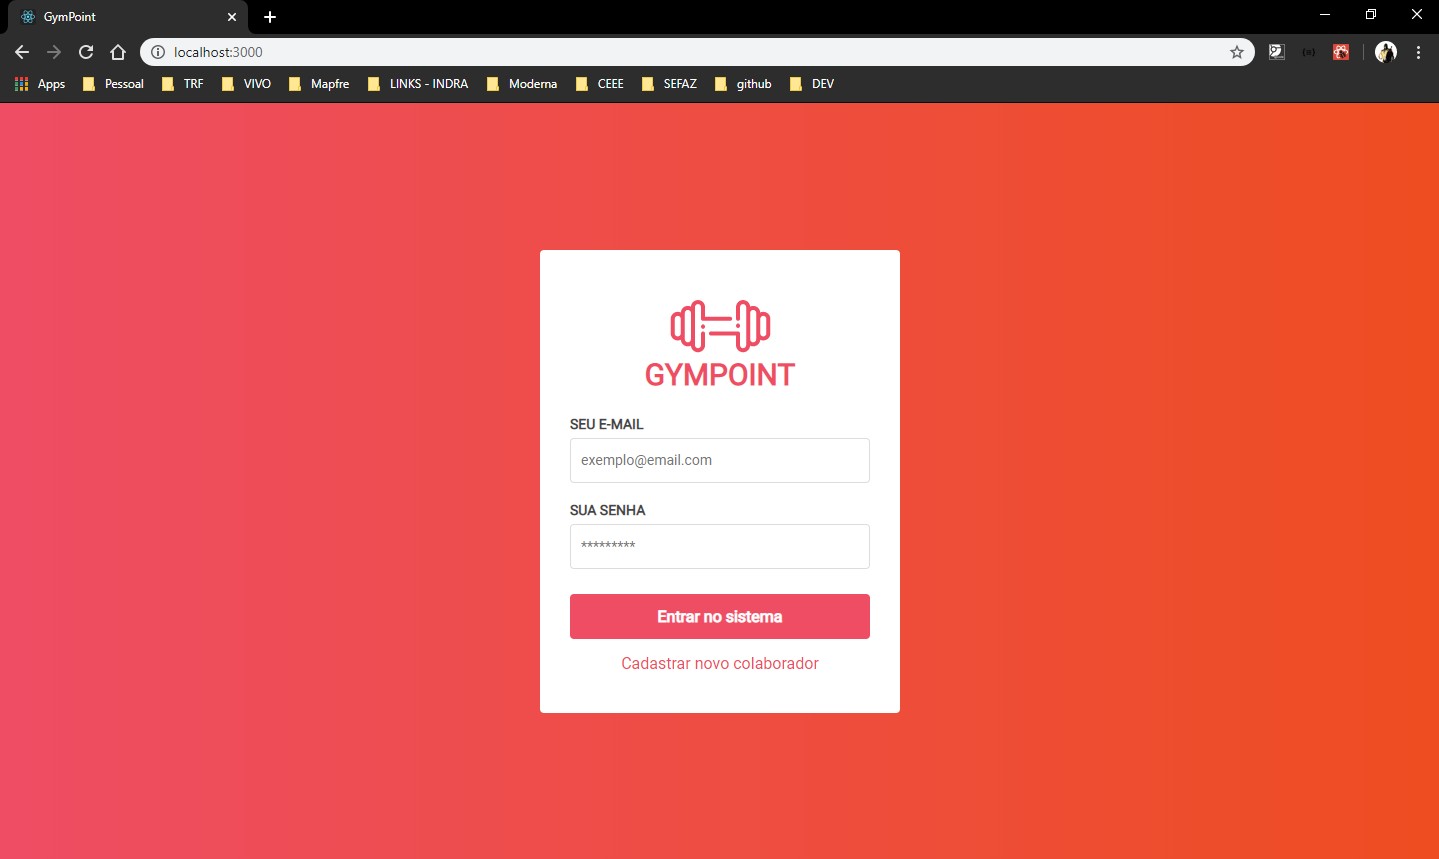 GymPoint
localhost:3000
Apps Pessoal TRF VIVO Mapfre LINKS - INDRA Moderna CEEE SEFAZ github DEV
GYMPOINT
SEU E-MAIL
exemplo@email.com
SUA SENHA
*********
Entrar no sistema
Cadastrar novo colaborador